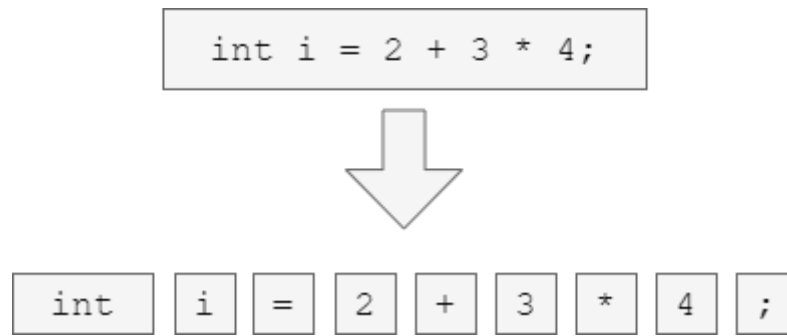 int i = 2 + 3 * 4;
int i = 2 + 3 * 4 ;